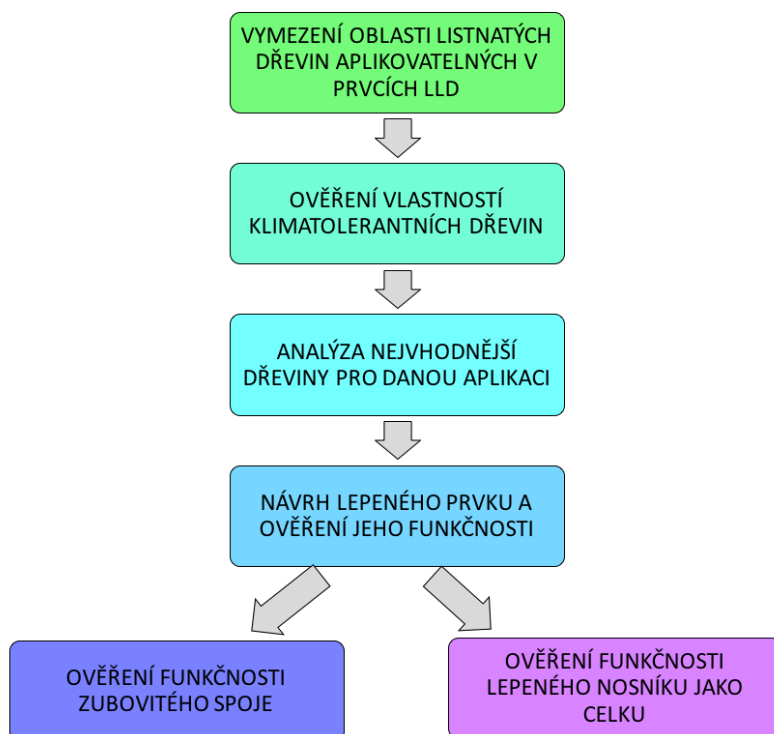 VYMEZENÍ OBLASTI LISTNATÝCH
DŘEVIN APLIKOVATELNÝCH V
PRVCÍCH LLD
OVĚŘENÍ VLASTNOSTÍ
KLIMATOLERANTNÍCH DŘEVIN
ANALÝZA NEJVHODNĚJŠÍ
DŘEVINY PRO DANOU APLIKACI
NÁVRH LEPENÉHO PRVKU A
OVĚŘENÍ JEHO FUNKČNOSTI
OVĚŘENÍ FUNKČNOSTI
ZUBOVITÉHO SPOJE
OVĚŘENÍ FUNKČNOSTI
LEPENÉHO NOSNÍKU JAKO
CELKU